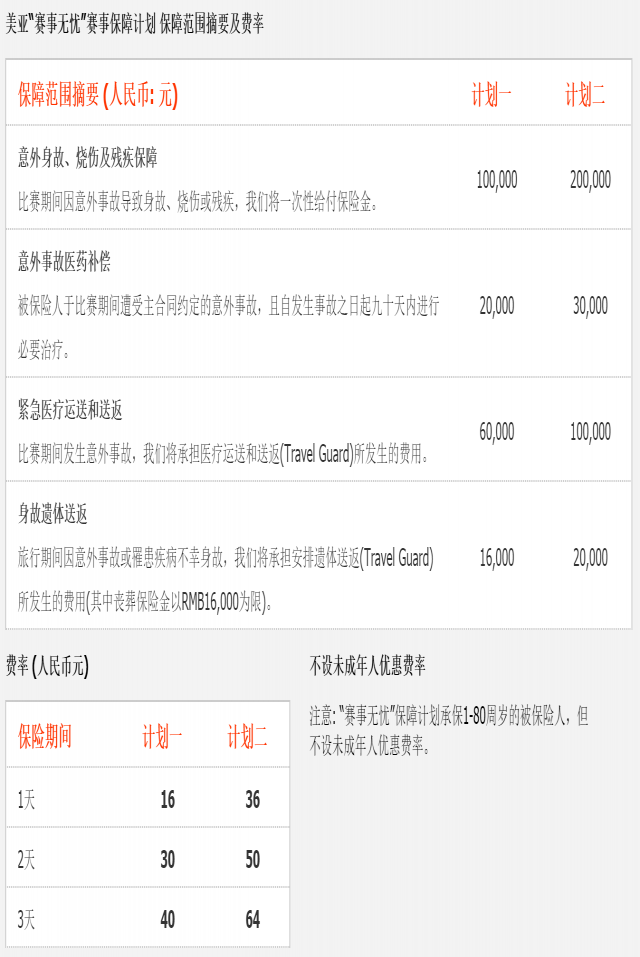 美亚“赛事无忧”赛事保障计划 保障范围摘要及费率
保障范围摘要 (人民币: 元) 计划一 计划二
意外身故、烧伤及残疾保障
比赛期间因意外事故导致身故、烧伤或残疾，我们将一次性给付保险金。 100,000 200,000
意外事故医药补偿
被保险人于比赛期间遭受主合同约定的意外事故，且自发生事故之日起九十天内进行 20,000 30,000
必要治疗。
紧急医疗运送和送返
比赛期间发生意外事故，我们将承担医疗运送和送返(Travel Guard)所发生的费用。 60,000 100,000
身故遗体送返
旅行期间因意外事故或罹患疾病不幸身故，我们将承担安排遗体送返(Travel Guard) 16,000 20,000
所发生的费用(其中丧葬保险金以RMB16,000为限)。
费率 (人民币元)
保险期间 计划一 计划二
1天 16 36
2天 30 50
3天 40 64
不设未成年人优惠费率
注意: “赛事无忧”保障计划承保1-80周岁的被保险人，但
不设未成年人优惠费率。